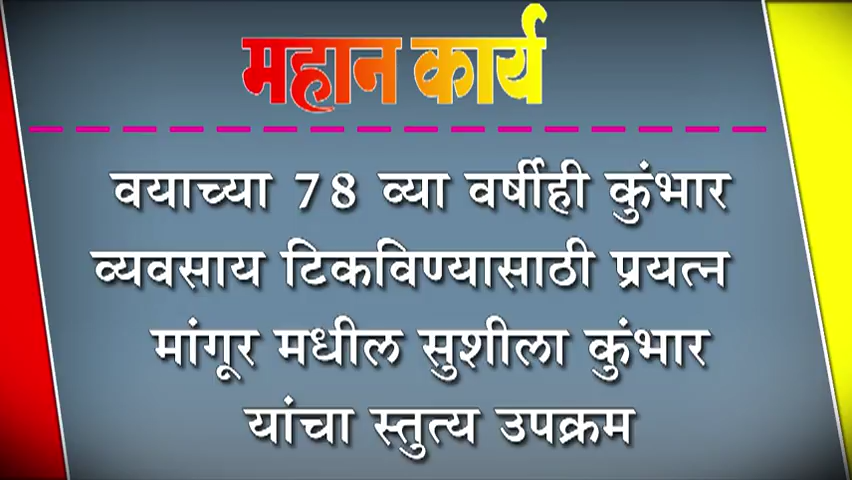 महान कार्य
वयाच्या 78 व्या वर्षीही कुंभार
व्यवसाय टिकविण्यासाठी प्रयत्न
मांगूर मधील सुशीला कुंभार
यांचा स्तुत्य उपक्रम